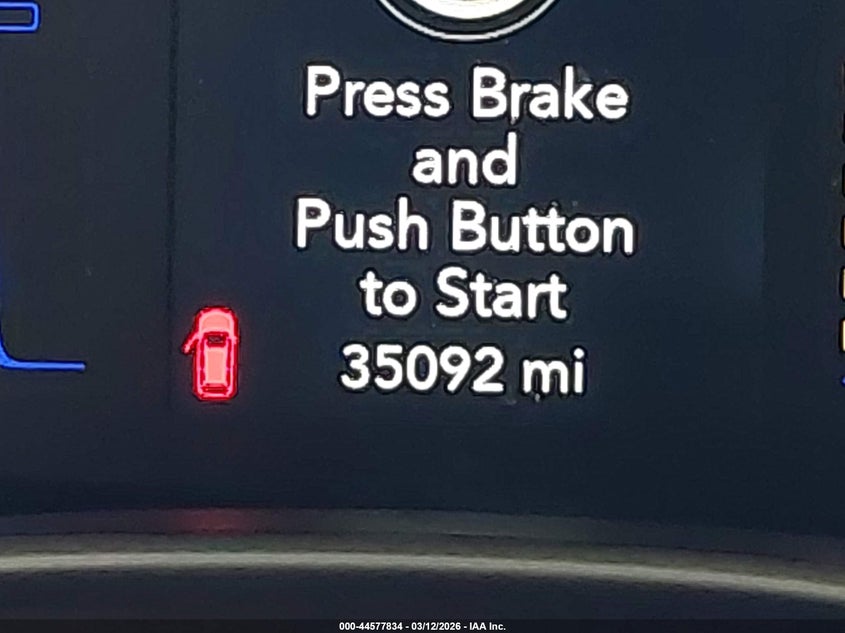 Press Brake
and
Push Button
to Start
35092 mi
000-44577834 - 03/12/2026 - IAA Inc.